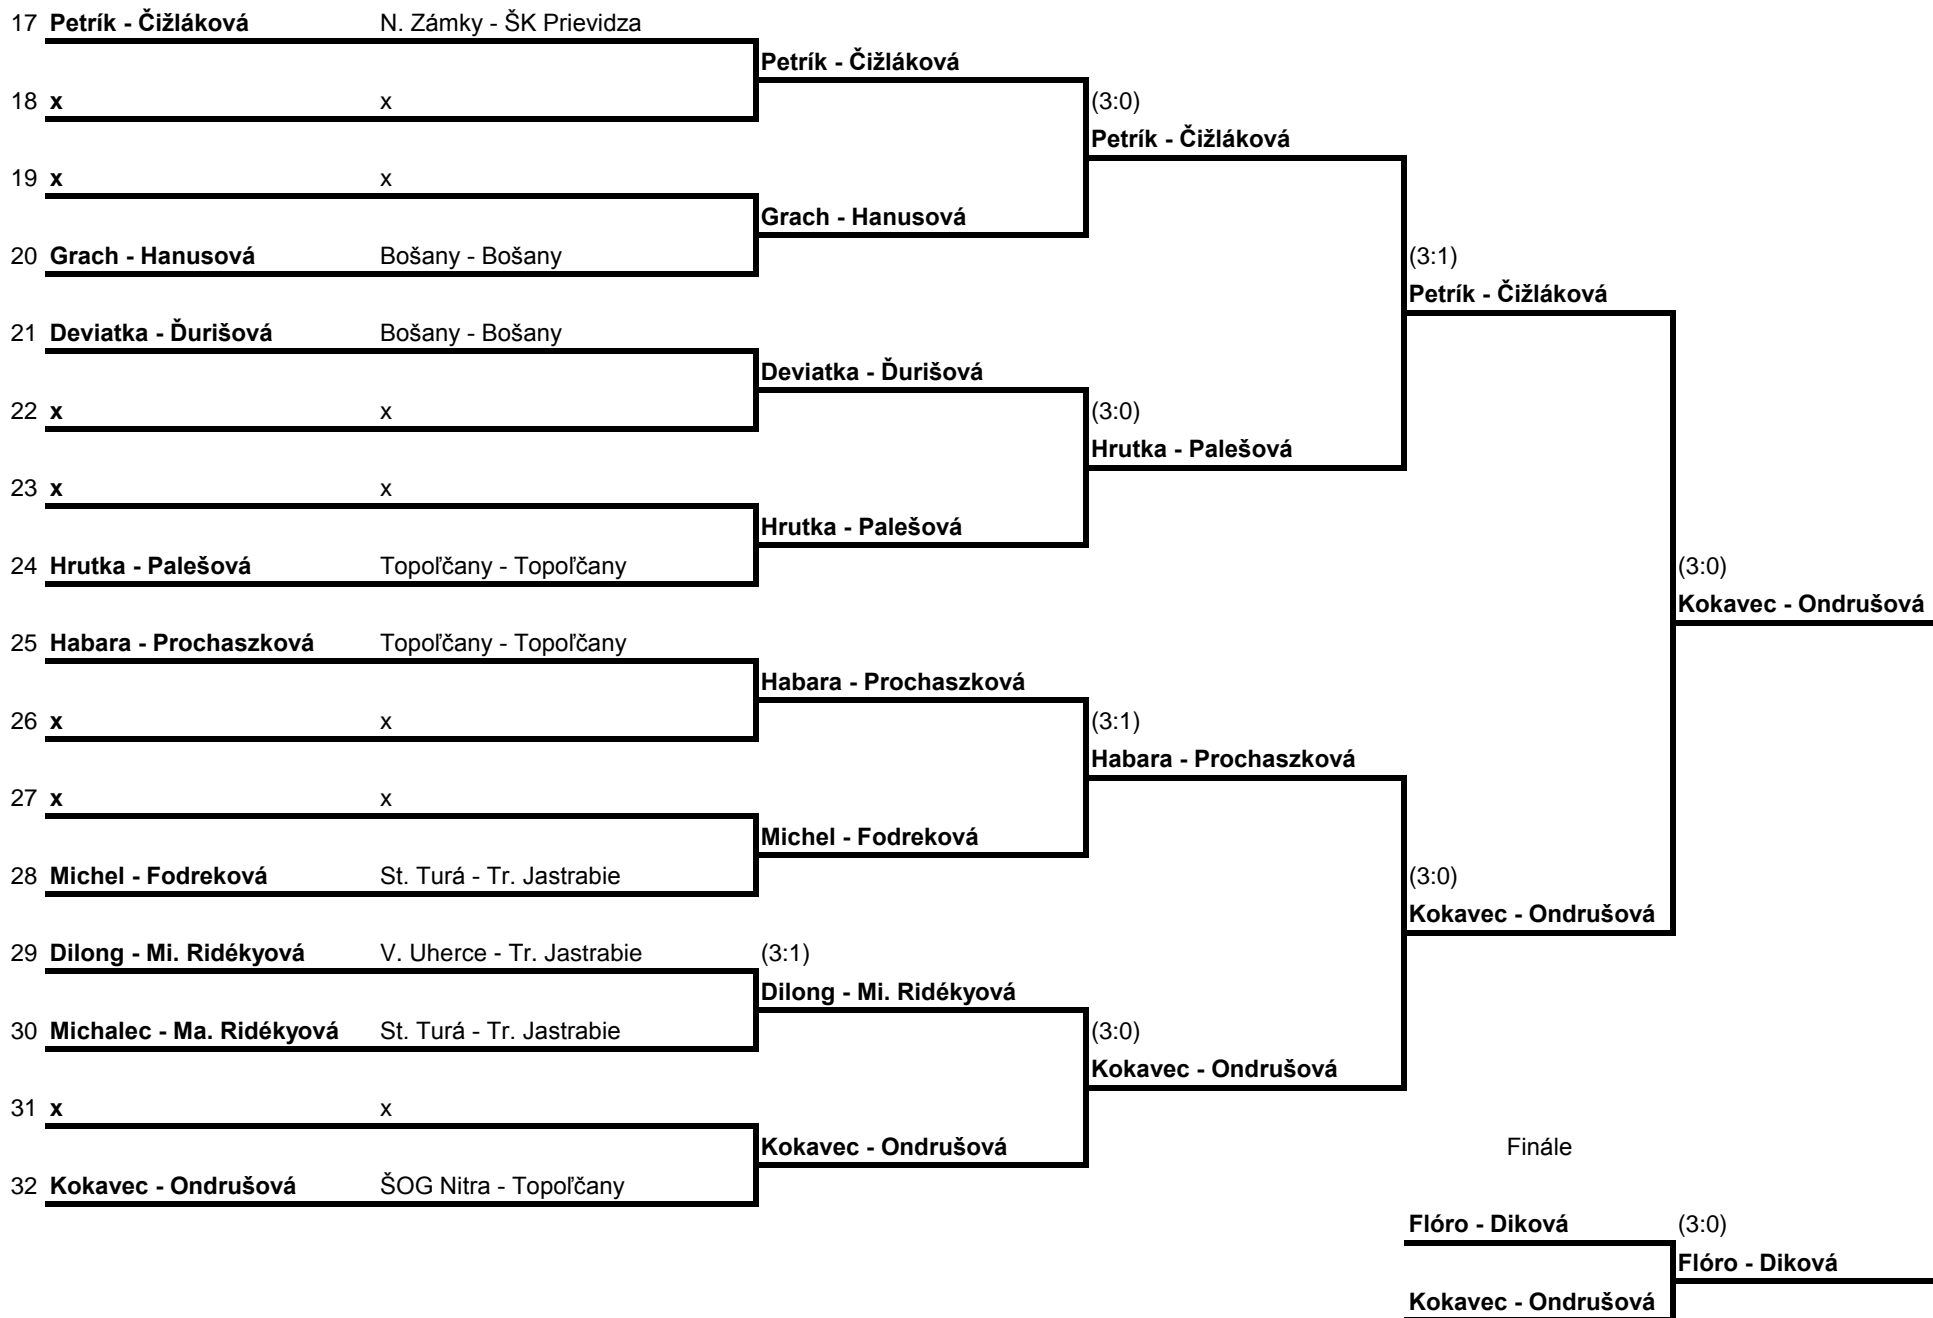 17 Petrík - Čižláková N. Zámky - ŠK Prievidza
Petrík - Čižláková
18 x x (3:0)
Petrík - Čižláková
19 x x
Grach - Hanusová
20 Grach - Hanusová Bošany - Bošany (3:1)
Petrík - Čižláková
21 Deviatka - Ďurišová Bošany - Bošany
Deviatka - Ďurišová
22 x x (3:0)
Hrutka - Palešová
23 x x
Hrutka - Palešová
24 Hrutka - Palešová Topoľčany - Topoľčany (3:0)
Kokavec - Ondrušová
25 Habara - Prochaszková Topoľčany - Topoľčany
Habara - Prochaszková
26 x x (3:1)
Habara - Prochaszková
27 x x
Michel - Fodreková
28 Michel - Fodreková St. Turá - Tr. Jastrabie (3:0)
Kokavec - Ondrušová
29 Dilong - Mi. Ridékyová V. Uherce - Tr. Jastrabie (3:1)
Dilong - Mi. Ridékyová
30 Michalec - Ma. Ridékyová St. Turá - Tr. Jastrabie (3:0)
Kokavec - Ondrušová
31 x x
Kokavec - Ondrušová Finále
32 Kokavec - Ondrušová ŠOG Nitra - Topoľčany
Flóro - Diková (3:0)
Flóro - Diková
Kokavec - Ondrušová